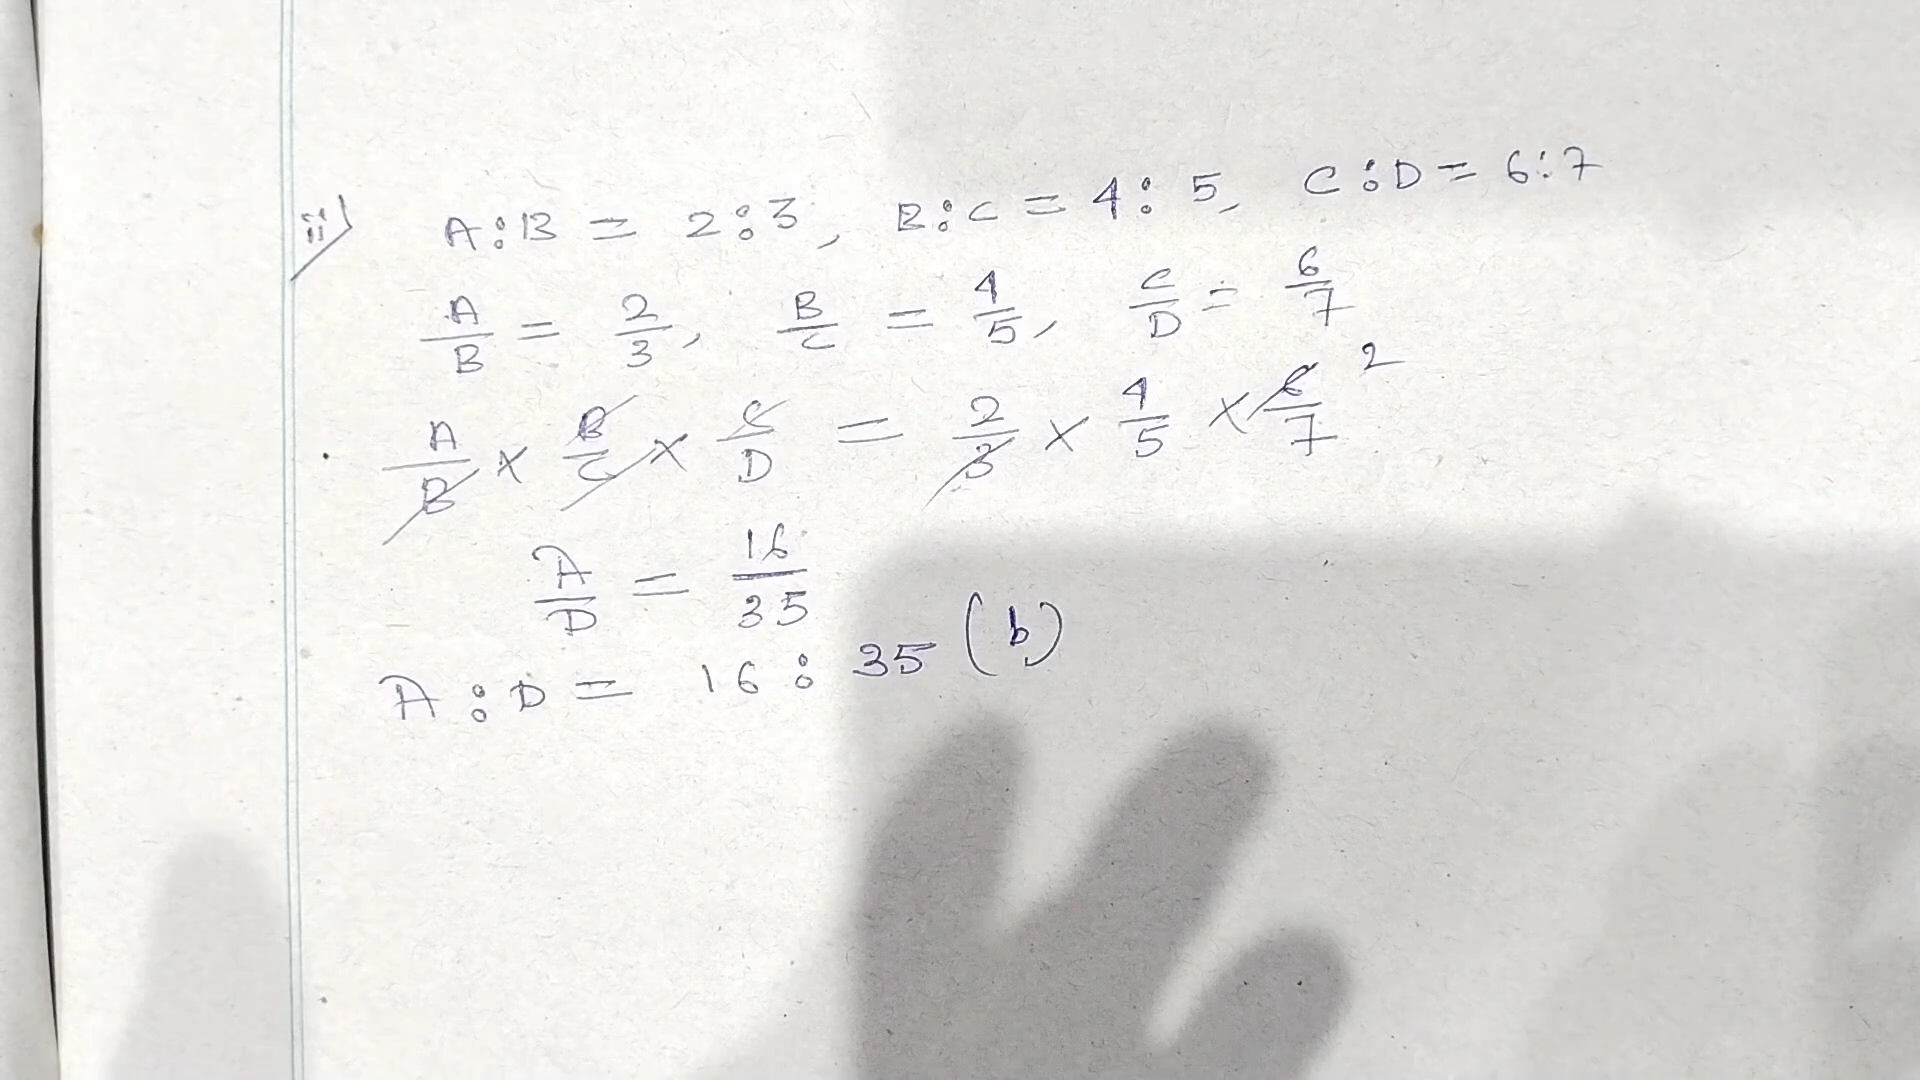 ii) A:B = 2:3, B:C = 4:5, C:D = 6:7
A/B = 2/3, B/C = 4/5, C/D = 6/7
A/B × B/C × C/D = 2/3 × 4/5 × 6/7 2
A/D = 16/35
A:D = 16:35 (b)